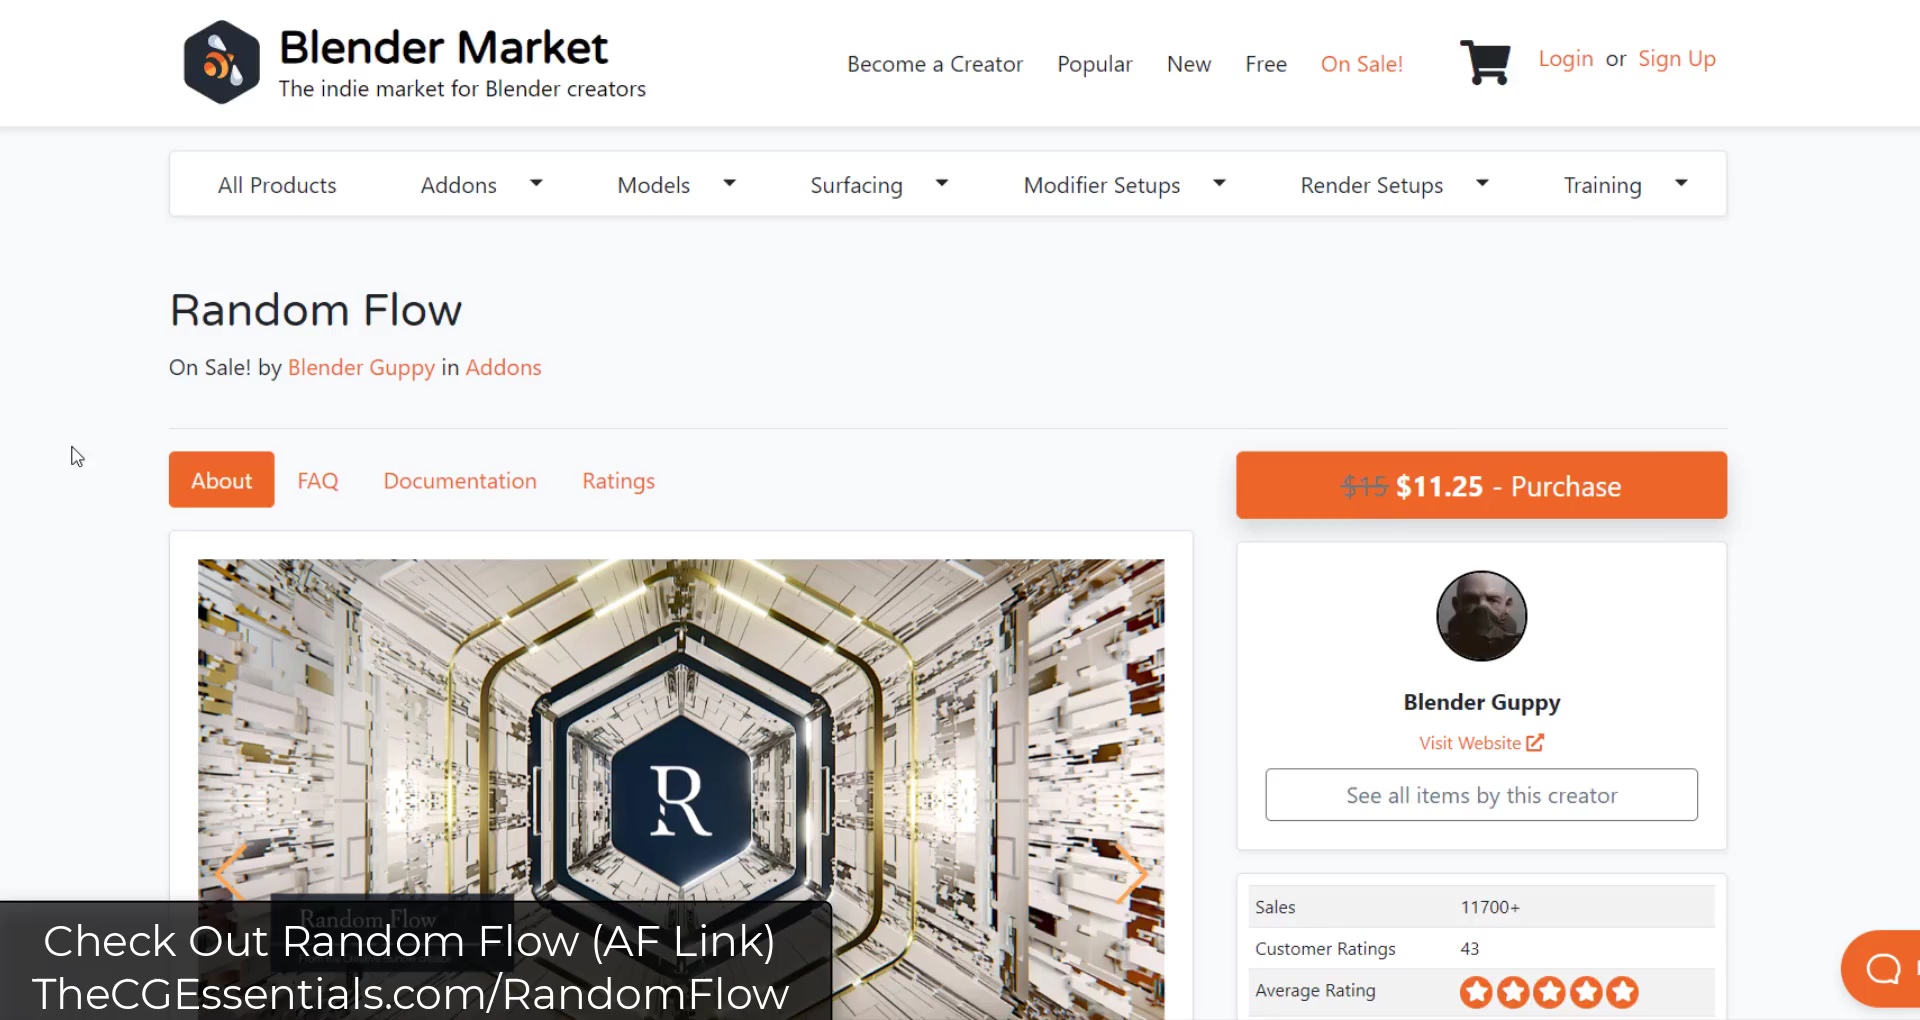 Blender Market
The indie market for Blender creators
Become a Creator Popular New Free On Sale! Login or Sign Up
All Products Addons Models Surfacing Modifier Setups Render Setups Training
Random Flow
On Sale! by Blender Guppy in Addons
About FAQ Documentation Ratings
$15 $11.25 - Purchase
R
Blender Guppy
Visit Website
See all items by this creator
Random Flow
Sales 11700+
Customer Ratings 43
Average Rating
Check Out Random Flow (AF Link)
TheCGEssentials.com/RandomFlow